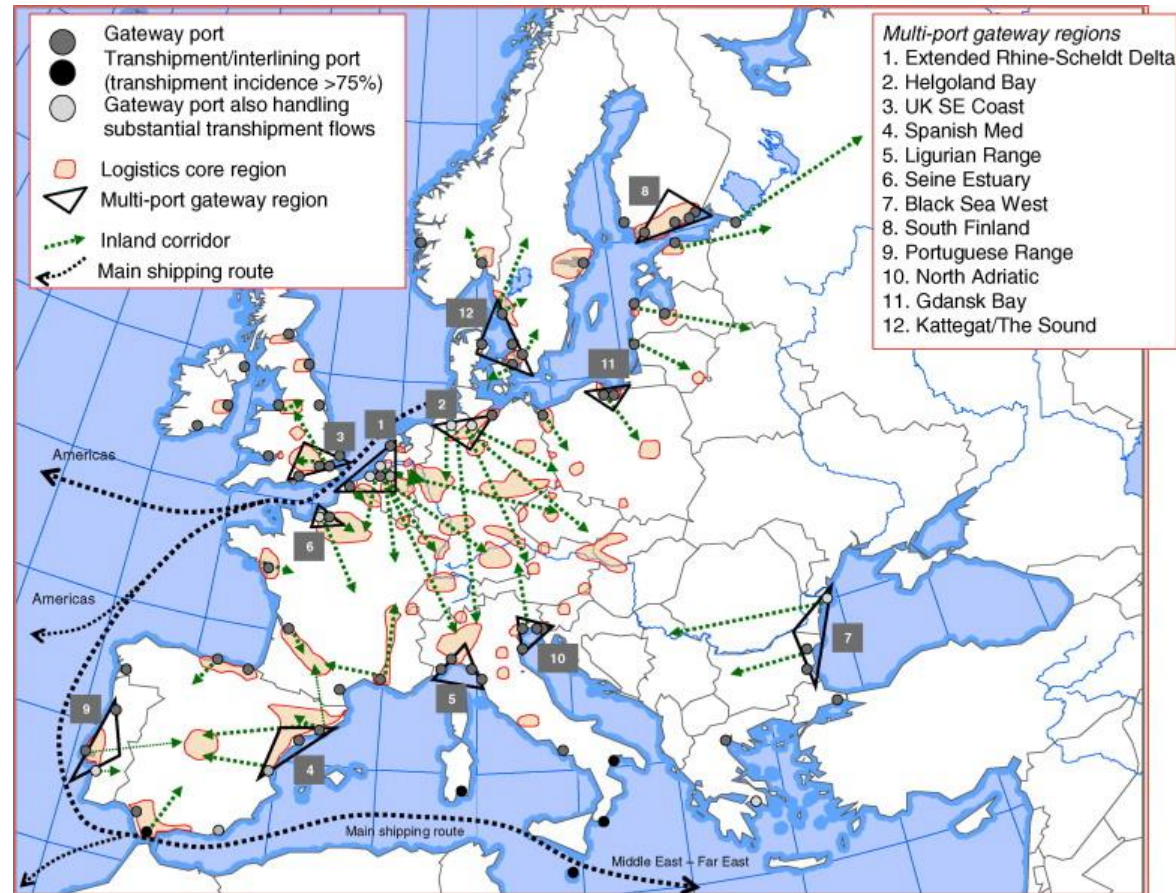 Gateway port
Transhipment/interlining port
(transhipment incidence >75%)
Gateway port also handling
substantial transhipment flows
Logistics core region
Multi-port gateway region
Inland corridor
Main shipping route
Multi-port gateway regions
1. Extended Rhine-Scheldt Delta
2. Helgoland Bay
3. UK SE Coast
4. Spanish Med
5. Ligurian Range
6. Seine Estuary
7. Black Sea West
8. South Finland
9. Portuguese Range
10. North Adriatic
11. Gdansk Bay
12. Kattegat/The Sound
8
12
11
2
1
3
Americas
6
Americas
7
10
5
9
4
Main shipping route
Middle East – Far East